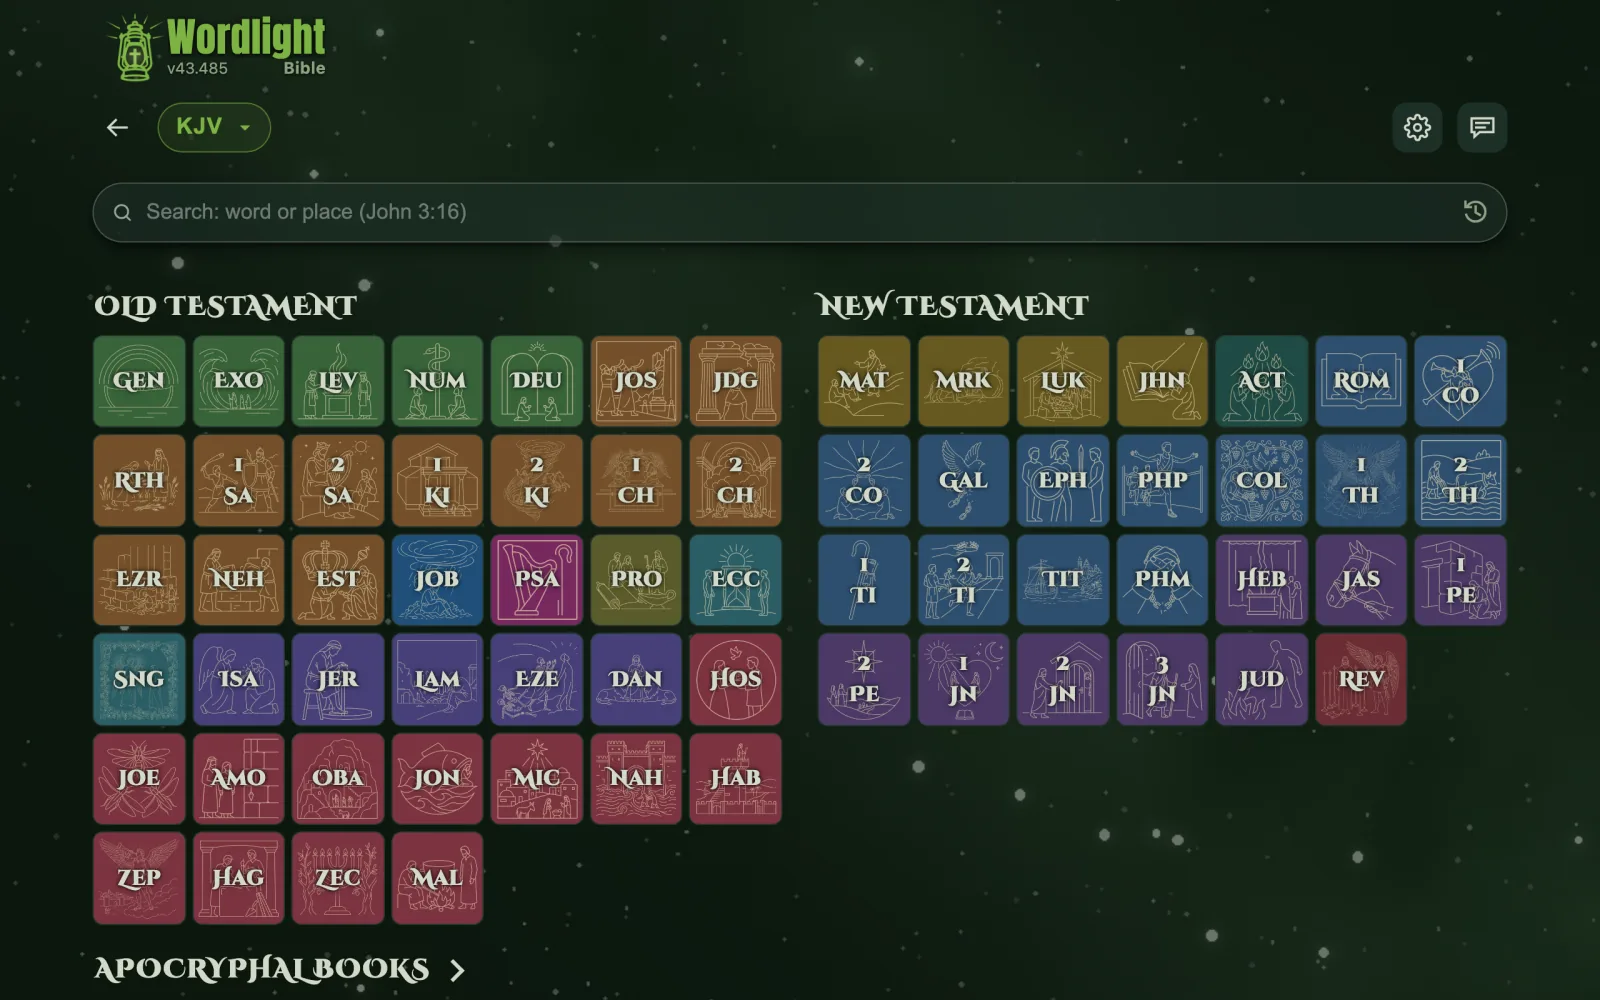 Wordlight
v43.485 Bible
KJV
Search: word or place (John 3:16)
OLD TESTAMENT
GEN EXO LEV NUM DEU JOS JDG
RTH 1 SA 2 SA 1 KI 2 KI 1 CH 2 CH
EZR NEH EST JOB PSA PRO ECC
SNG ISA JER LAM EZE DAN HOS
JOE AMO OBA JON MIC NAH HAB
ZEP HAG ZEC MAL
NEW TESTAMENT
MAT MRK LUK JHN ACT ROM 1 CO
2 CO GAL EPH PHP COL 1 TH 2 TH
1 TI 2 TI TIT PHM HEB JAS 1 PE
2 PE 1 JN 2 JN 3 JN JUD REV
APOCRYPHAL BOOKS